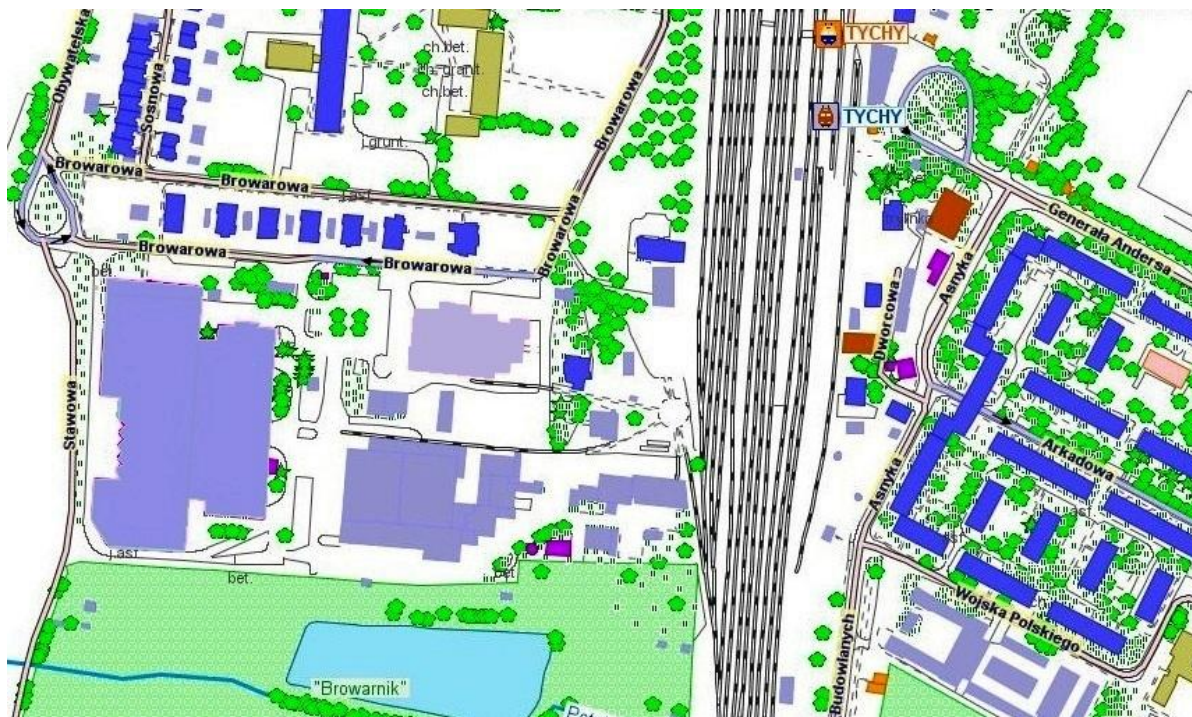 Obywatelska
Sosnowa
ch.bet.
grunt.
ch.bet.
j.grunt.
Browarowa
TYCHY
TYCHY
Browarowa
Browarowa
j.asf.
Browarowa
Browarowa
Browarowa
Generała Andersa
Asnyka
Dworcowa
bet.
Stawowa
Arkadowa
Asnyka
j.asf.
bet.
bet.
Wojska Polskiego
Budowlanych
"Browarnik"